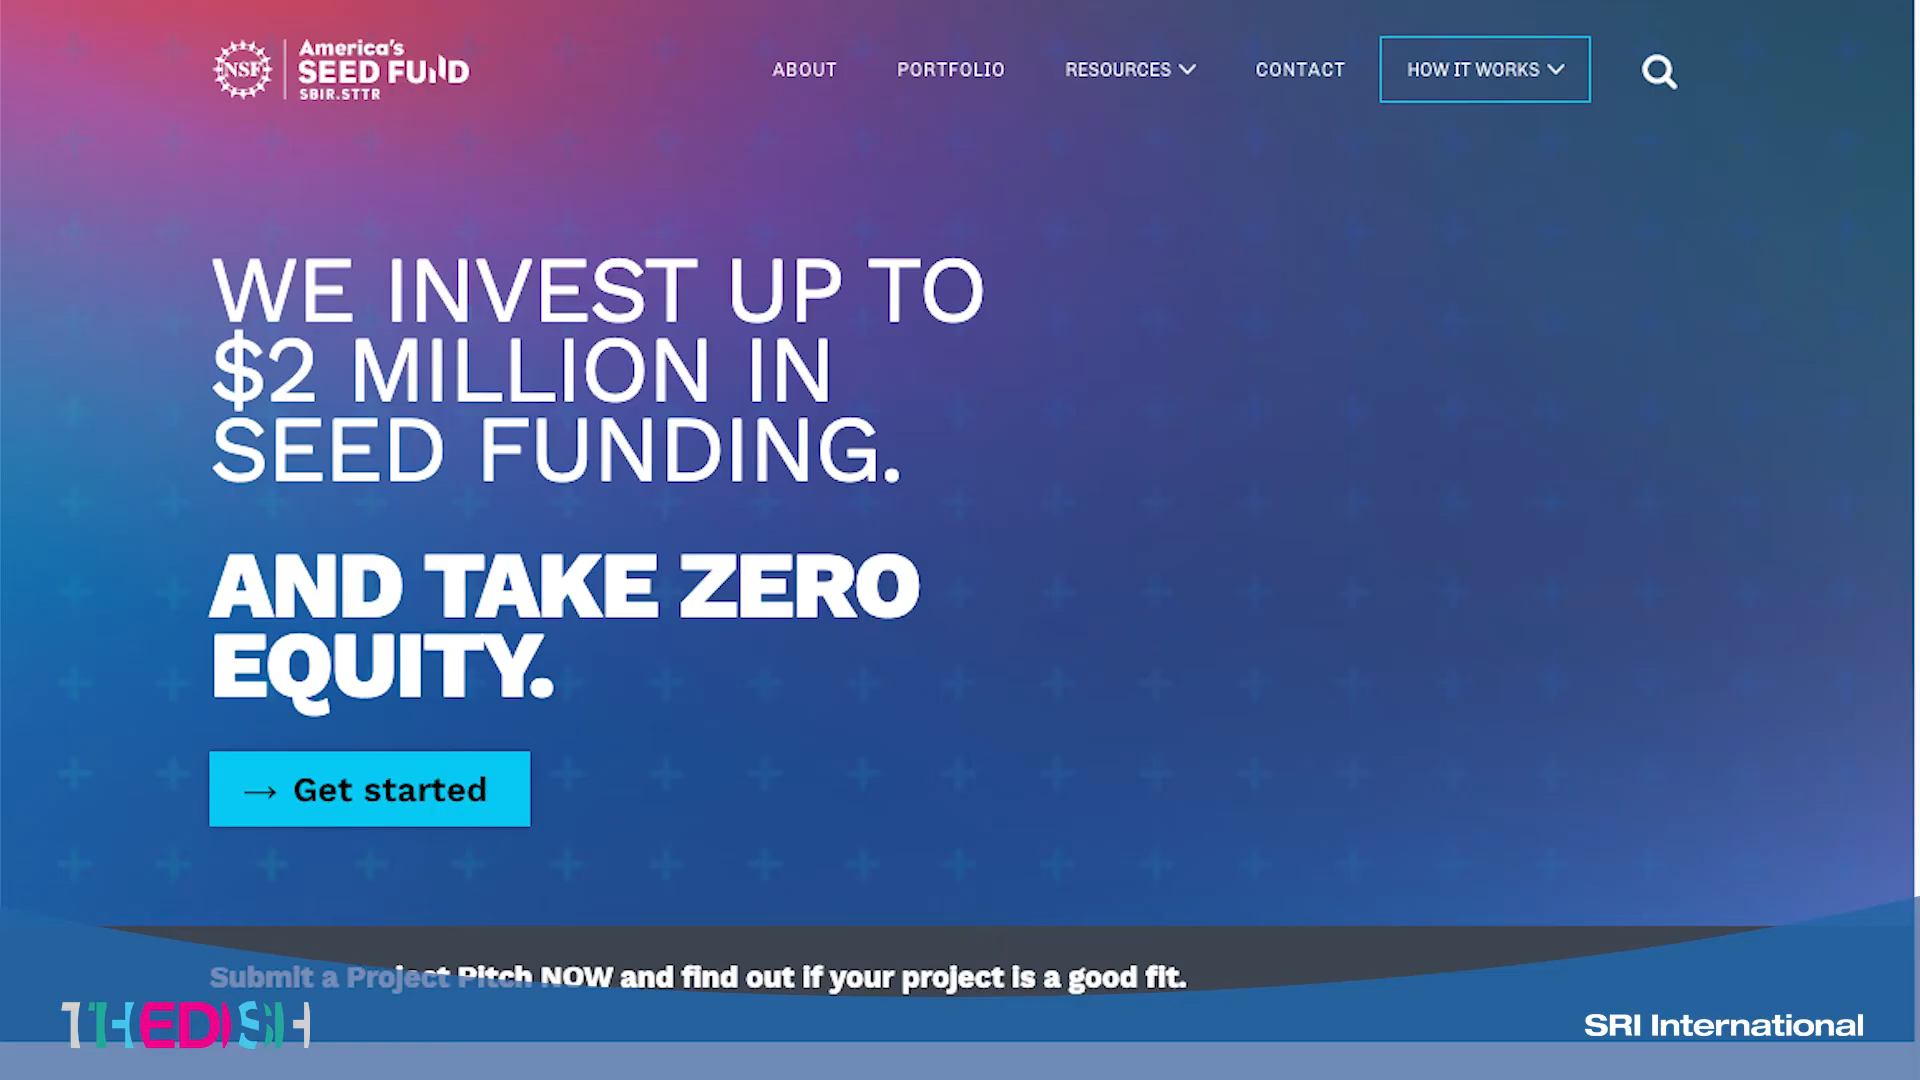 NSF
America's
SEED FUND
SBIR.STTR
ABOUT
PORTFOLIO
RESOURCES
CONTACT
HOW IT WORKS
WE INVEST UP TO
$2 MILLION IN
SEED FUNDING.
AND TAKE ZERO
EQUITY.
→ Get started
Submit a Project Pitch NOW and find out if your project is a good fit.
THE DISH
SRI International